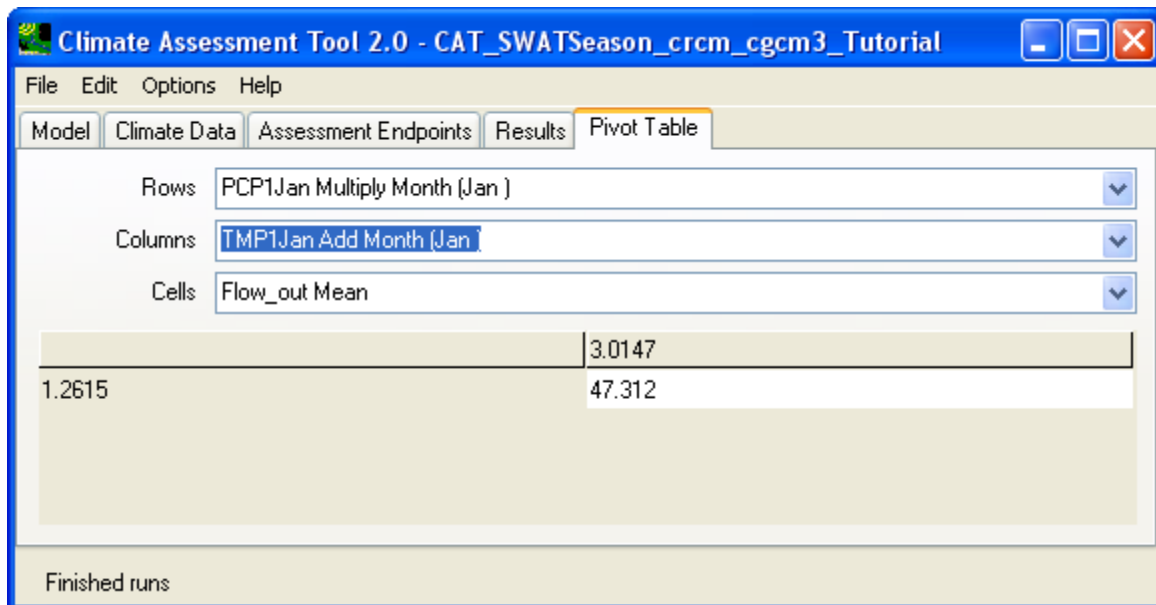 Climate Assessment Tool 2.0 - CAT_SWATSeason_crcm_cgcm3_Tutorial
File Edit Options Help
Model Climate Data Assessment Endpoints Results Pivot Table
Rows PCP1Jan Multiply Month (Jan )
Columns TMP1Jan Add Month (Jan )
Cells Flow_out Mean
3.0147
1.2615 47.312
Finished runs